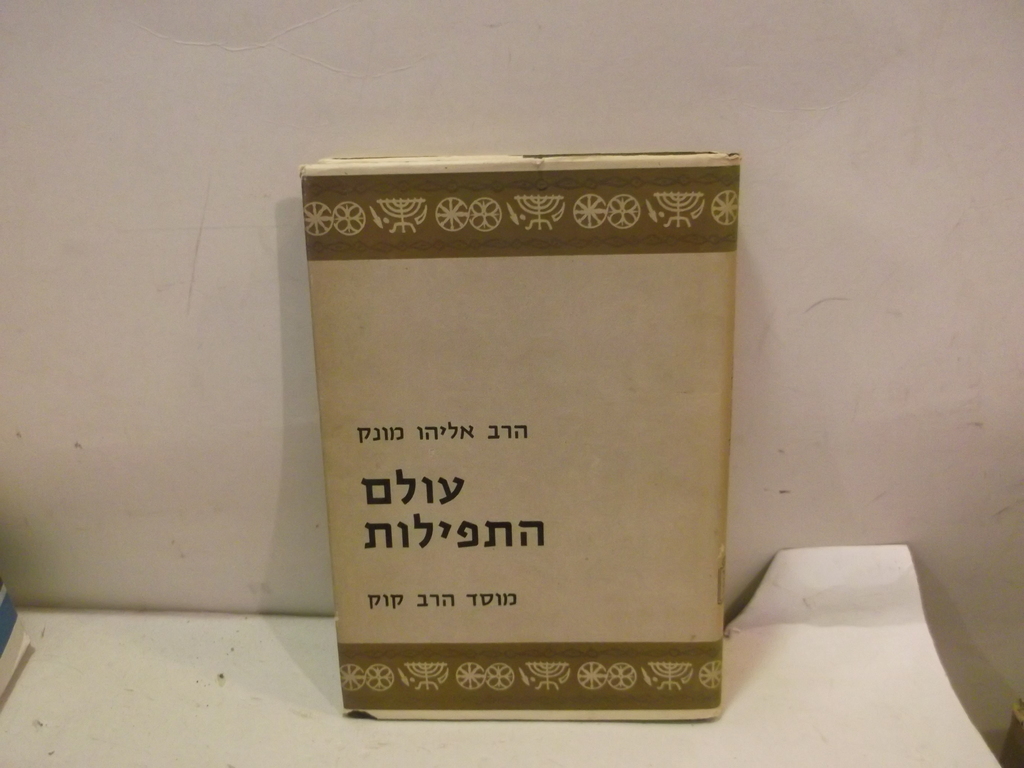 הרב אליהו מונק
עולם
התפילות
מוסד הרב קוק